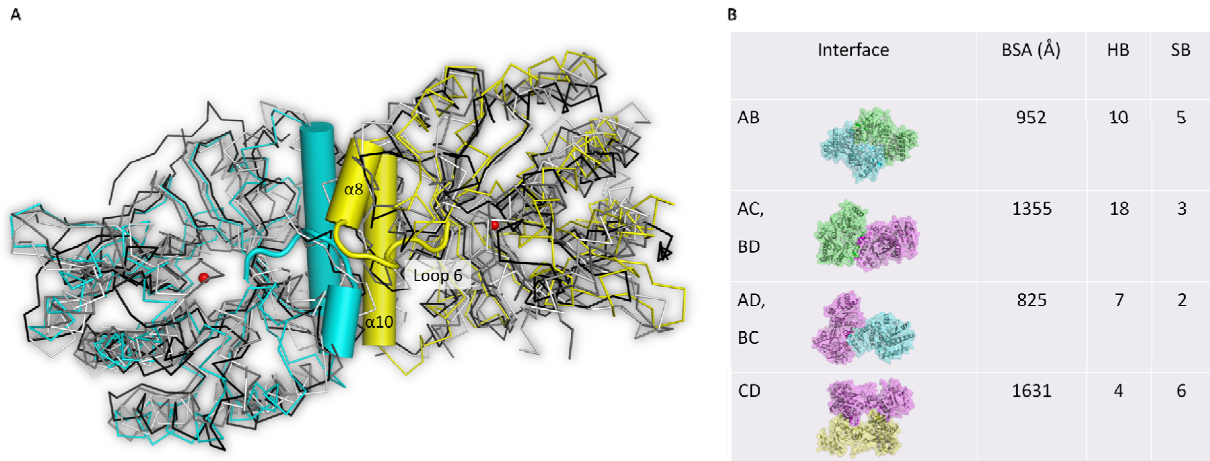 A
α8
Loop 6
α10
B
Interface BSA (Å) HB SB
AB 952 10 5
AC, 1355 18 3
BD
AD, 825 7 2
BC
CD 1631 4 6